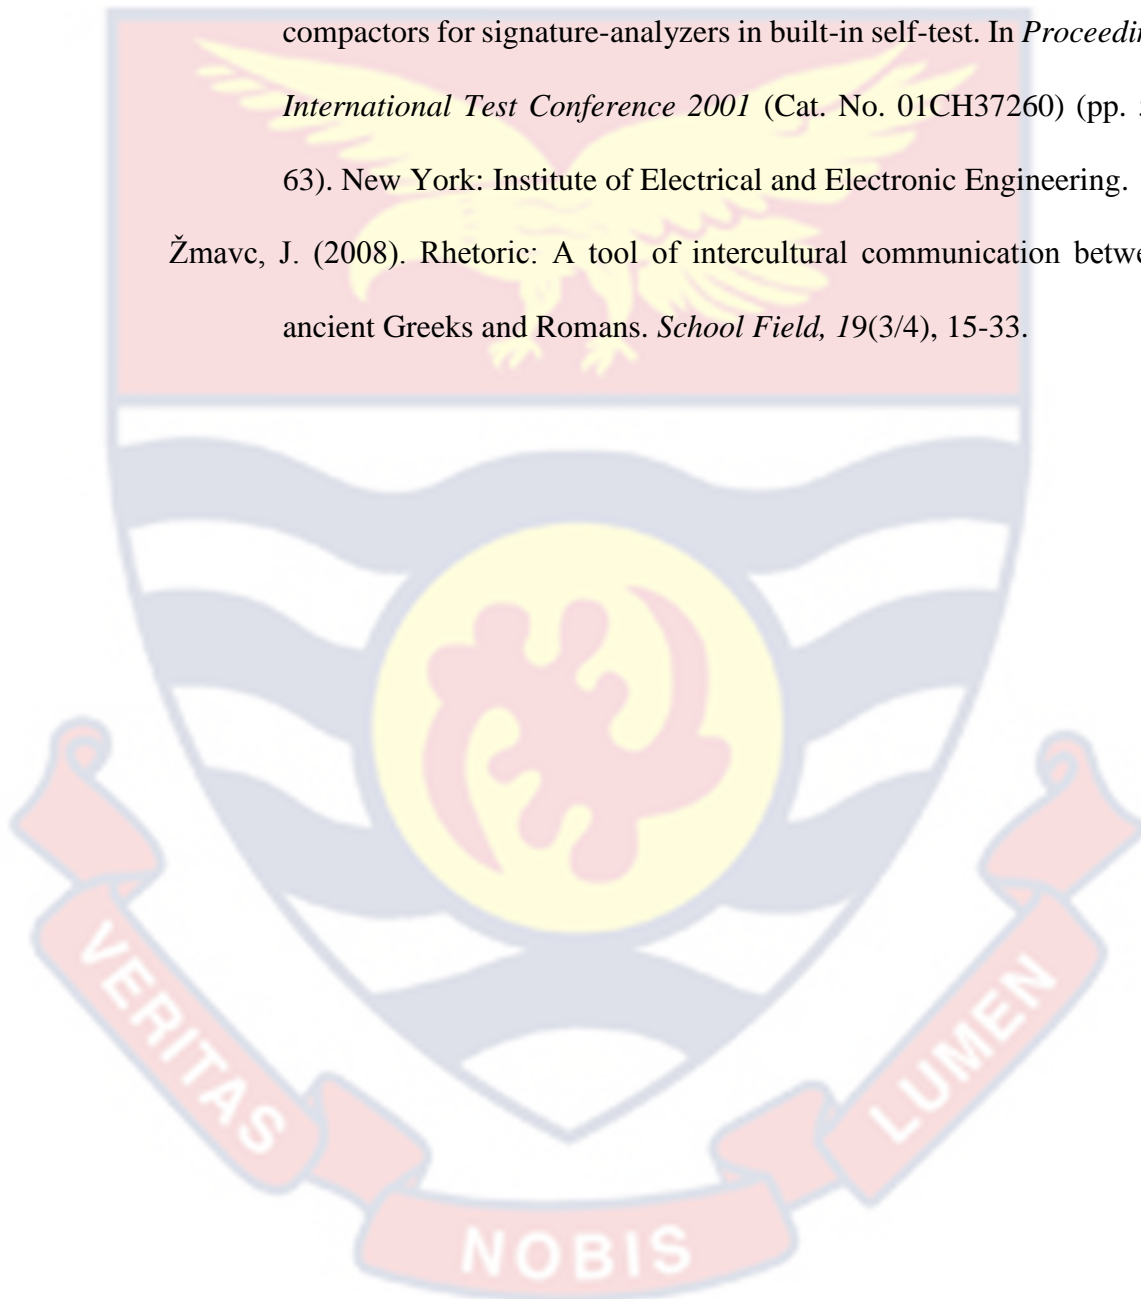 compactors for signature-analyzers in built-in self-test. In Proceedin
International Test Conference 2001 (Cat. No. 01CH37260) (pp.
63). New York: Institute of Electrical and Electronic Engineering.
Žmavc, J. (2008). Rhetoric: A tool of intercultural communication betwe
ancient Greeks and Romans. School Field, 19(3/4), 15-33.
VERITAS
NOBIS
LUMEN